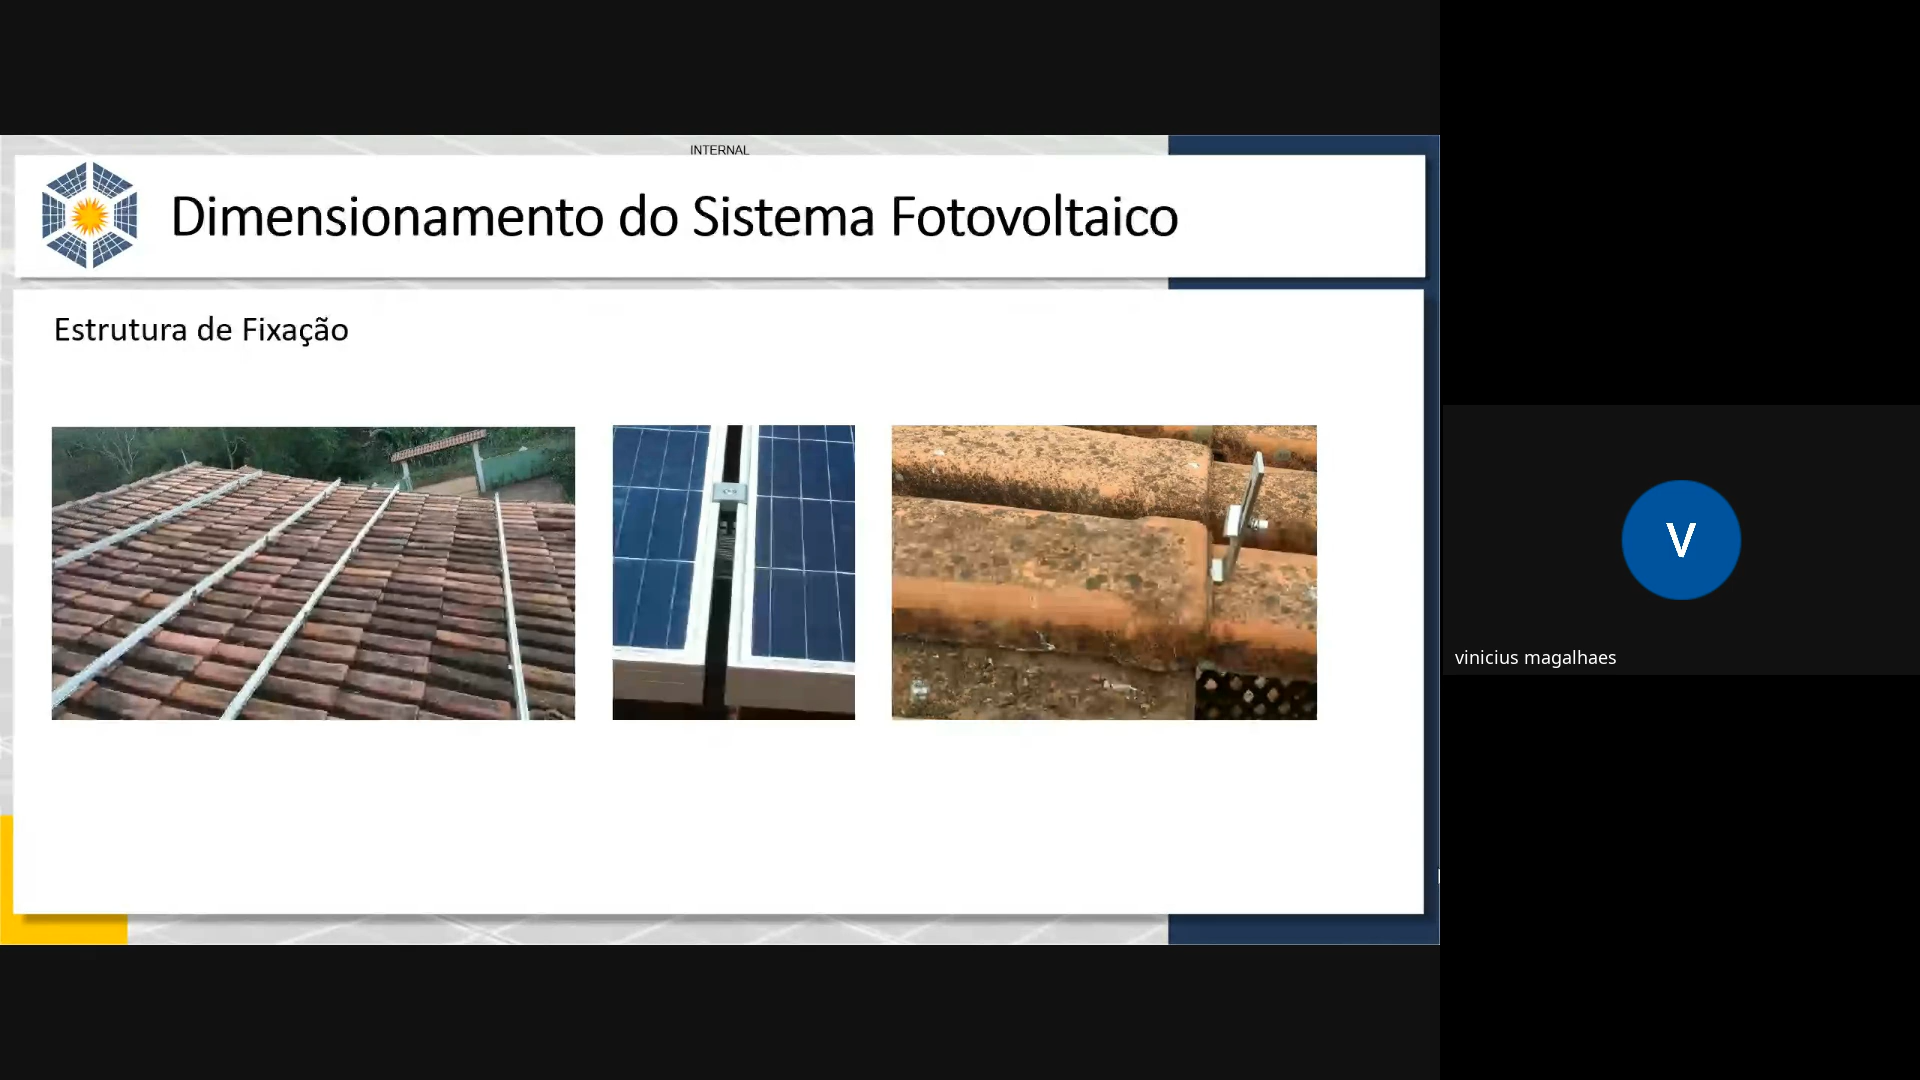 INTERNAL
Dimensionamento do Sistema Fotovoltaico
Estrutura de Fixação
V
vinicius magalhaes